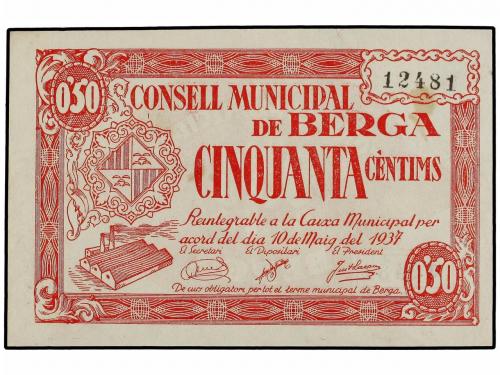 0'50
12481
CONSELL MUNICIPAL
DE BERGA
CINQUANTA CÈNTIMS
Reintegrable a la Caixa Municipal per
acord del dia 10 de Maig del 1937
El Secretari El Depositari El President
De curs obligatori per tot el terme municipal de Berga.
0'50